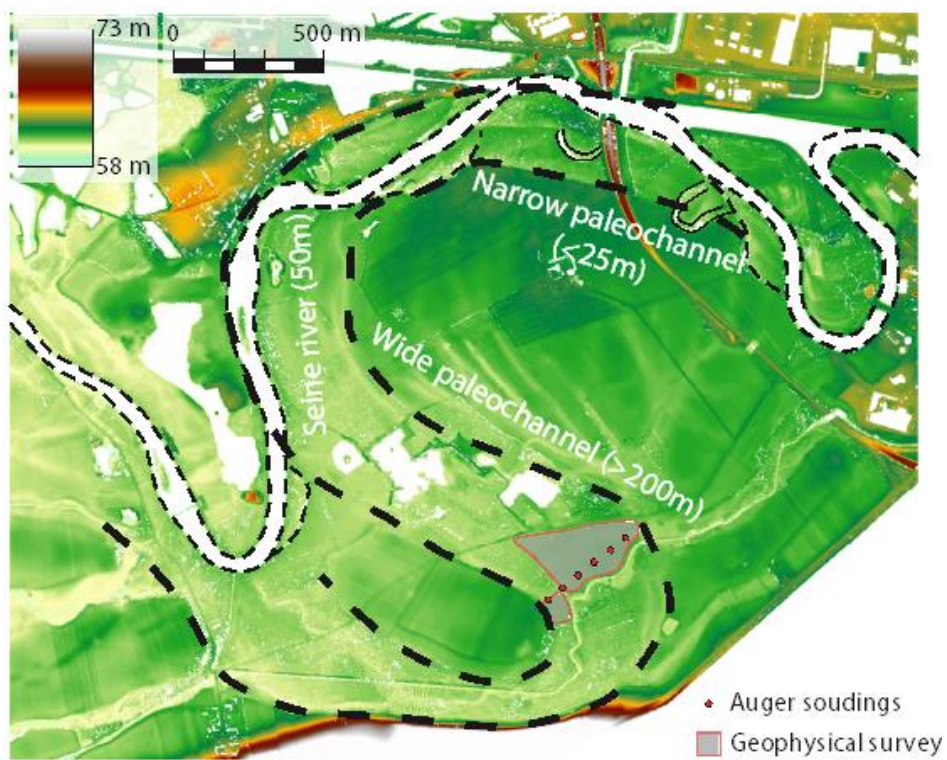 73 m
58 m
0 500 m
Narrow paleochannel
(≤25m)
Seine river (50m)
Wide paleochannel (>200m)
Auger soudings
Geophysical survey